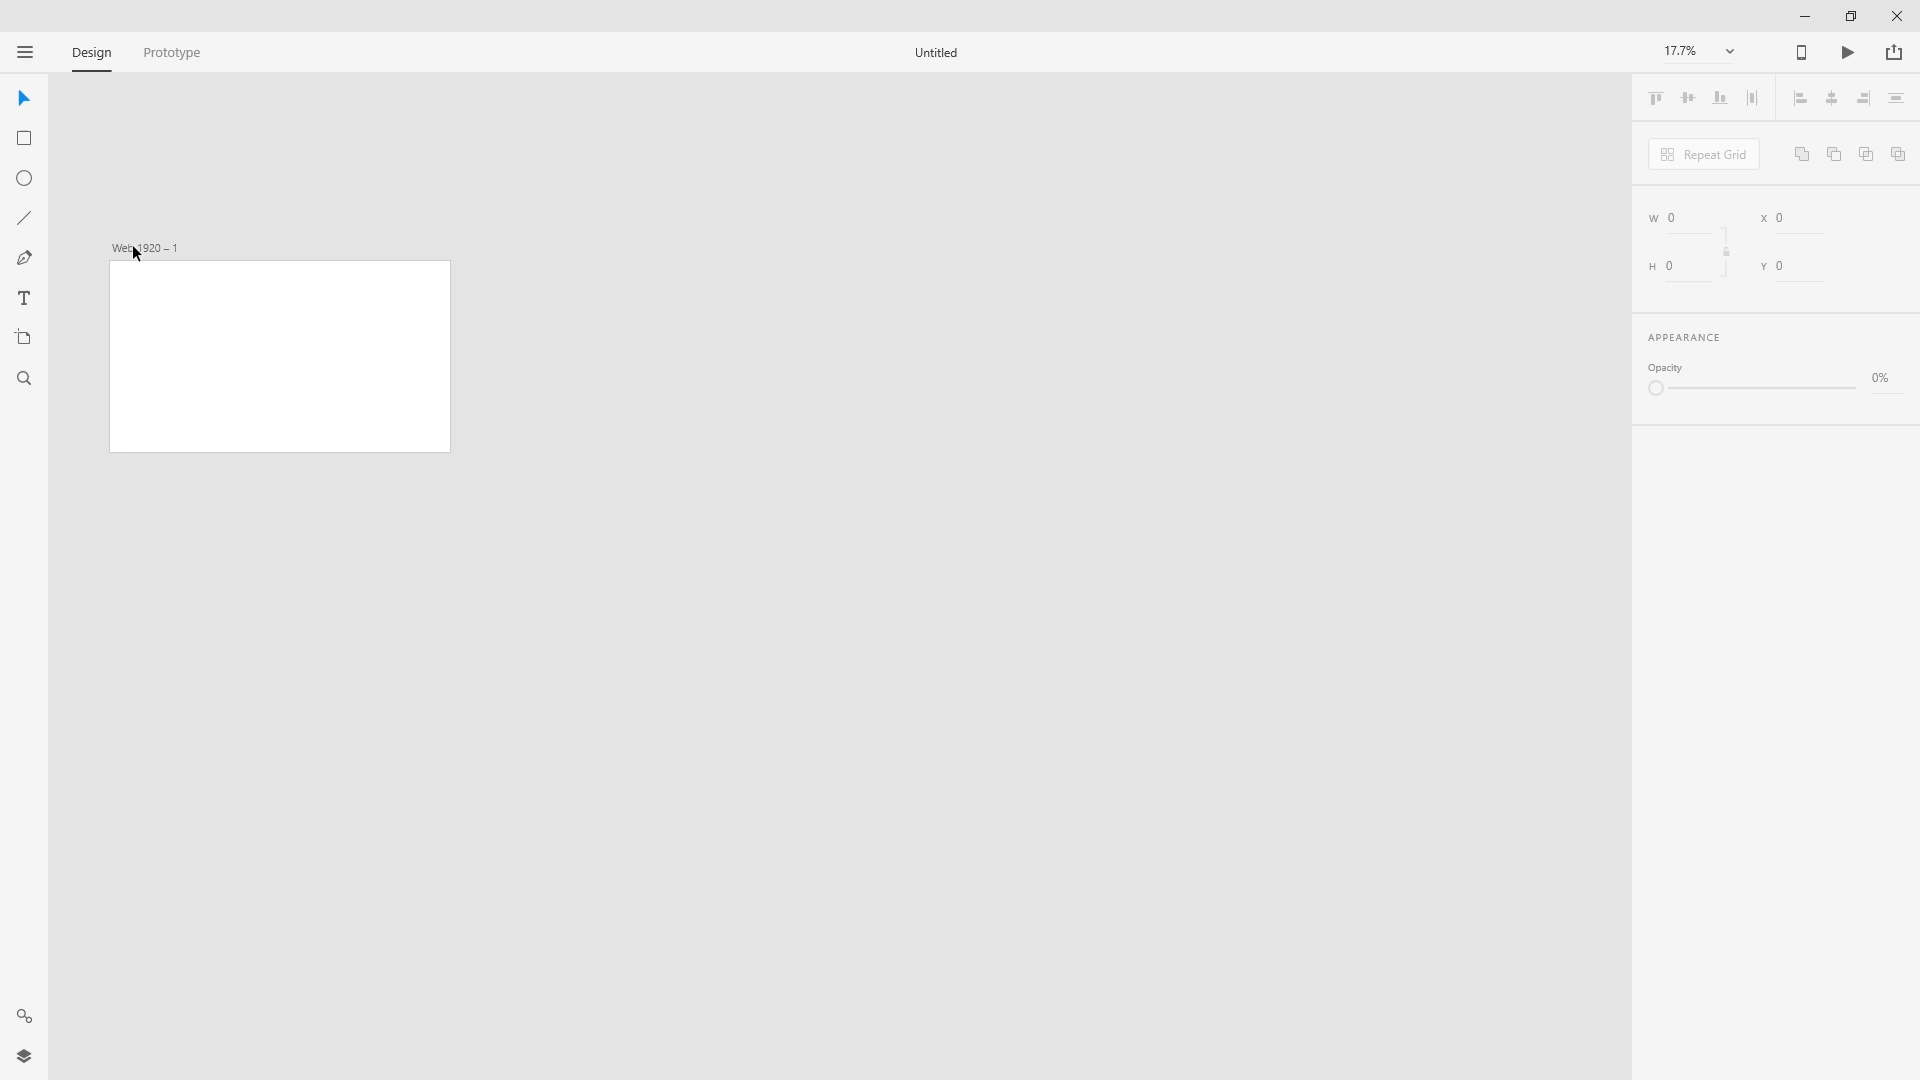 Design
Prototype
Untitled
17.7%
Repeat Grid
W 0
X 0
H 0
Y 0
APPEARANCE
Opacity
0%
Web 1920 – 1